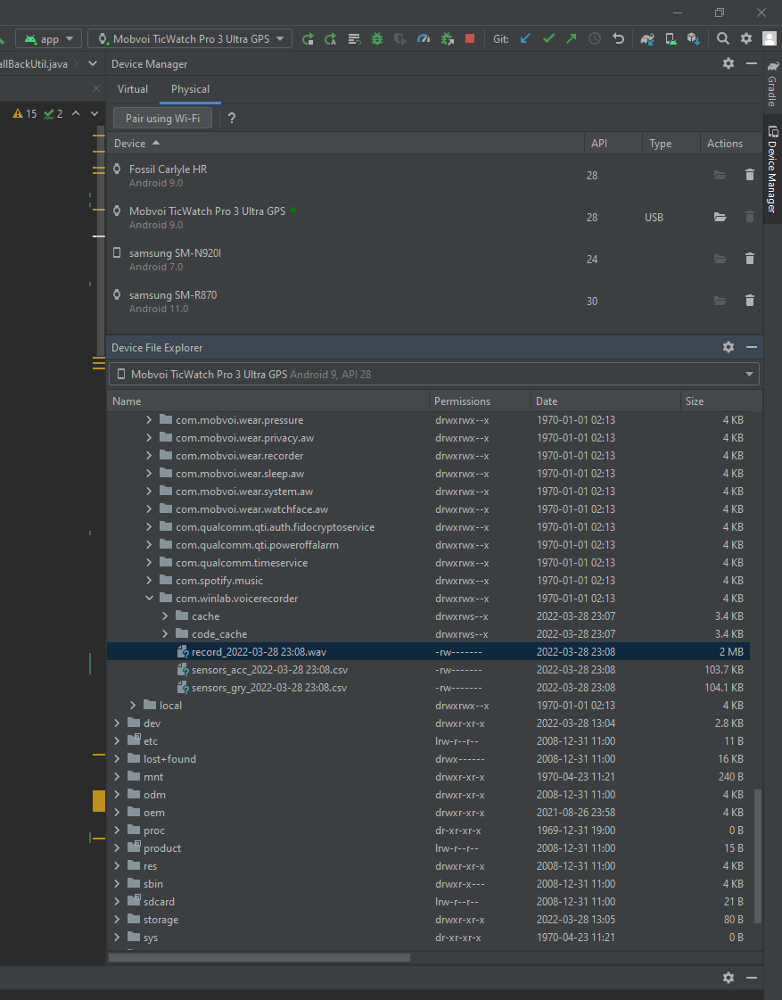 app
Mobvoi TicWatch Pro 3 Ultra GPS
Git:
allBackUtil.java
Device Manager
15 2
Virtual Physical
Pair using Wi-Fi ?
Device API Type Actions
Fossil Carlyle HR
Android 9.0
28
Mobvoi TicWatch Pro 3 Ultra GPS
Android 9.0
28 USB
samsung SM-N920I
Android 7.0
24
samsung SM-R870
Android 11.0
30
Gradle
Device Manager
Device File Explorer
Mobvoi TicWatch Pro 3 Ultra GPS Android 9, API 28
Name Permissions Date Size
com.mobvoi.wear.pressure drwxrwx--x 1970-01-01 02:13 4 KB
com.mobvoi.wear.privacy.aw drwxrwx--x 1970-01-01 02:13 4 KB
com.mobvoi.wear.recorder drwxrwx--x 1970-01-01 02:13 4 KB
com.mobvoi.wear.sleep.aw drwxrwx--x 1970-01-01 02:13 4 KB
com.mobvoi.wear.system.aw drwxrwx--x 1970-01-01 02:13 4 KB
com.mobvoi.wear.watchface.aw drwxrwx--x 1970-01-01 02:13 4 KB
com.qualcomm.qti.auth.fidocryptoservice drwxrwx--x 1970-01-01 02:13 4 KB
com.qualcomm.qti.poweroffalarm drwxrwx--x 1970-01-01 02:13 4 KB
com.qualcomm.timeservice drwxrwx--x 1970-01-01 02:13 4 KB
com.spotify.music drwxrwx--x 1970-01-01 02:13 4 KB
com.winlab.voicerecorder drwxrwx--x 1970-01-01 02:13 4 KB
cache drwxrws--x 2022-03-28 23:07 3.4 KB
code_cache drwxrws--x 2022-03-28 23:07 3.4 KB
record_2022-03-28 23:08.wav -rw------- 2022-03-28 23:08 2 MB
sensors_acc_2022-03-28 23:08.csv -rw------- 2022-03-28 23:08 103.7 KB
sensors_gry_2022-03-28 23:08.csv -rw------- 2022-03-28 23:08 104.1 KB
local drwxrwx--x 1970-01-01 02:13 4 KB
dev drwxr-xr-x 2022-03-28 13:04 2.8 KB
etc lrw-r--r-- 2008-12-31 11:00 11 B
lost+found drwx------ 2008-12-31 11:00 16 KB
mnt drwxr-xr-x 1970-04-23 11:21 240 B
odm drwxr-xr-x 2008-12-31 11:00 4 KB
oem drwxr-xr-x 2021-08-26 23:58 4 KB
proc dr-xr-xr-x 1969-12-31 19:00 0 B
product lrw-r--r-- 2008-12-31 11:00 15 B
res drwxr-xr-x 2008-12-31 11:00 4 KB
sbin drwxr-x--- 2008-12-31 11:00 4 KB
sdcard lrw-r--r-- 2008-12-31 11:00 21 B
storage drwxr-xr-x 2022-03-28 13:05 80 B
sys dr-xr-xr-x 1970-04-23 11:21 0 B